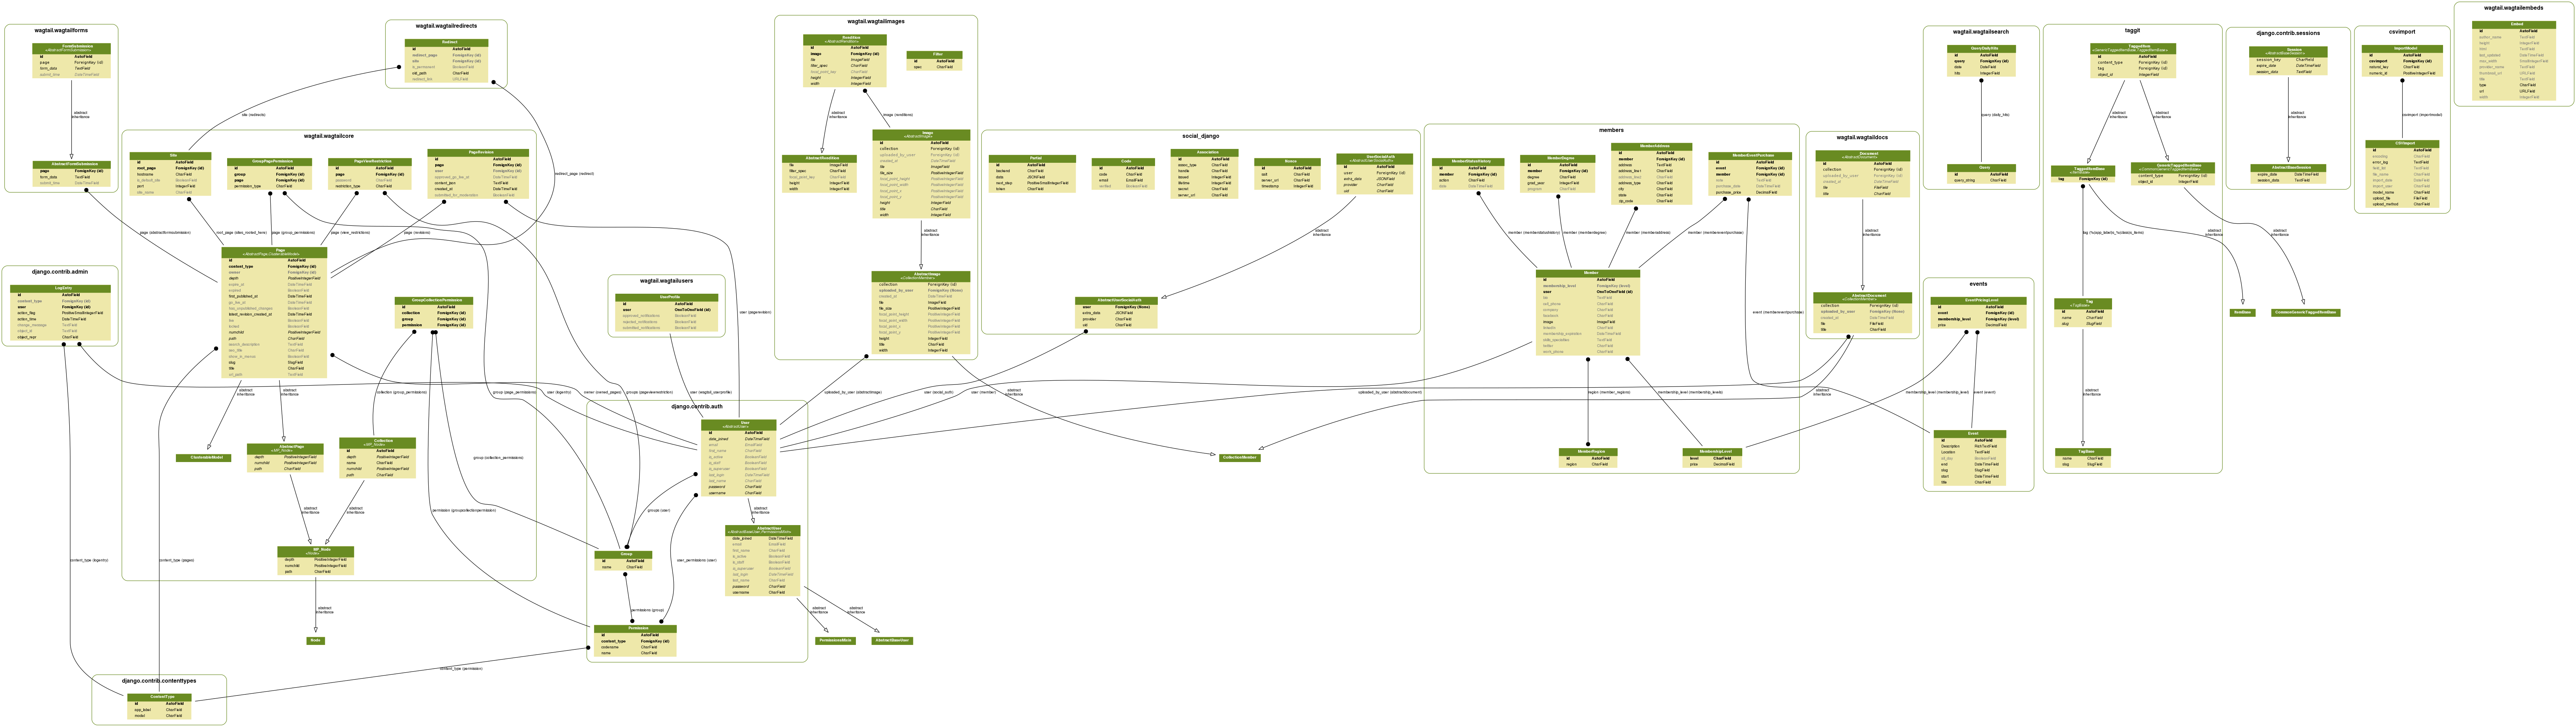 wagtail.wagtailforms
FormSubmission
«AbstractFormSubmission»
id AutoField
page ForeignKey (id)
form_data TextField
submit_time DateTimeField
abstract
inheritance
AbstractFormSubmission
page ForeignKey (id)
form_data TextField
submit_time DateTimeField
wagtail.wagtailredirects
Redirect
id AutoField
redirect_page ForeignKey (id)
site ForeignKey (id)
is_permanent BooleanField
old_path CharField
redirect_link URLField
site (redirects)
redirect_page (redirect)
wagtail.wagtailcore
Site
id AutoField
root_page ForeignKey (id)
hostname CharField
is_default_site BooleanField
port IntegerField
site_name CharField
GroupPagePermission
id AutoField
group ForeignKey (id)
page ForeignKey (id)
permission_type CharField
PageViewRestriction
id AutoField
page ForeignKey (id)
password CharField
restriction_type CharField
PageRevision
id AutoField
page ForeignKey (id)
user ForeignKey (id)
approved_go_live_at DateTimeField
content_json TextField
created_at DateTimeField
submitted_for_moderation BooleanField
page (abstractformsubmission)
root_page (sites_rooted_here)
page (group_permissions)
page (view_restrictions)
page (revisions)
Page
id AutoField
content_type ForeignKey (id)
owner ForeignKey (id)
depth PositiveIntegerField
expire_at DateTimeField
expired BooleanField
first_published_at DateTimeField
go_live_at DateTimeField
has_unpublished_changes BooleanField
latest_revision_created_at DateTimeField
live BooleanField
locked BooleanField
numchild PositiveIntegerField
path CharField
search_description TextField
seo_title CharField
show_in_menus BooleanField
slug SlugField
title CharField
url_path TextField
GroupCollectionPermission
id AutoField
collection ForeignKey (id)
group ForeignKey (id)
permission ForeignKey (id)
abstract
inheritance
abstract
inheritance
collection (group_permissions)
ClusterableModel
AbstractPage
«MP_Node»
depth PositiveIntegerField
numchild PositiveIntegerField
path CharField
Collection
«MP_Node»
id AutoField
depth PositiveIntegerField
name CharField
numchild PositiveIntegerField
path CharField
abstract
inheritance
abstract
inheritance
MP_Node
«Node»
depth PositiveIntegerField
numchild PositiveIntegerField
path CharField
abstract
inheritance
Node
django.contrib.admin
LogEntry
id AutoField
content_type ForeignKey (id)
user ForeignKey (id)
action_flag PositiveSmallIntegerField
action_time DateTimeField
change_message TextField
object_id TextField
object_repr CharField
content_type (logentry)
content_type (pages)
user (logentry)
owner (owned_pages)
group (page_permissions)
groups (pageviewrestriction)
group (collection_permissions)
permission (groupcollectionpermission)
content_type (permission)
django.contrib.contenttypes
ContentType
id AutoField
app_label CharField
model CharField
wagtail.wagtailusers
UserProfile
id AutoField
user OneToOneField (id)
approved_notifications BooleanField
rejected_notifications BooleanField
submitted_notifications BooleanField
user (wagtail_userprofile)
user (pagerevision)
django.contrib.auth
User
«AbstractUser»
id AutoField
date_joined DateTimeField
email EmailField
first_name CharField
is_active BooleanField
is_staff BooleanField
is_superuser BooleanField
last_login DateTimeField
last_name CharField
password CharField
username CharField
groups (user)
user_permissions (user)
abstract
inheritance
AbstractUser
«AbstractBaseUser,PermissionsMixin»
date_joined DateTimeField
email EmailField
first_name CharField
is_active BooleanField
is_staff BooleanField
is_superuser BooleanField
last_login DateTimeField
last_name CharField
password CharField
username CharField
Group
id AutoField
name CharField
permissions (group)
Permission
id AutoField
content_type ForeignKey (id)
codename CharField
name CharField
abstract
inheritance
abstract
inheritance
PermissionsMixin
AbstractBaseUser
wagtail.wagtailimages
Rendition
«AbstractRendition»
id AutoField
image ForeignKey (id)
file ImageField
filter_spec CharField
focal_point_key CharField
height IntegerField
width IntegerField
Filter
id AutoField
spec CharField
abstract
inheritance
image (renditions)
AbstractRendition
file ImageField
filter_spec CharField
focal_point_key CharField
height IntegerField
width IntegerField
Image
«AbstractImage»
id AutoField
collection ForeignKey (id)
uploaded_by_user ForeignKey (id)
created_at DateTimeField
file ImageField
file_size PositiveIntegerField
focal_point_height PositiveIntegerField
focal_point_width PositiveIntegerField
focal_point_x PositiveIntegerField
focal_point_y PositiveIntegerField
height IntegerField
title CharField
width IntegerField
abstract
inheritance
AbstractImage
«CollectionMember»
collection ForeignKey (id)
uploaded_by_user ForeignKey (None)
created_at DateTimeField
file ImageField
file_size PositiveIntegerField
focal_point_height PositiveIntegerField
focal_point_width PositiveIntegerField
focal_point_x PositiveIntegerField
focal_point_y PositiveIntegerField
height IntegerField
title CharField
width IntegerField
uploaded_by_user (abstractimage)
abstract
inheritance
CollectionMember
social_django
Partial
id AutoField
backend CharField
data JSONField
next_step PositiveSmallIntegerField
token CharField
Code
id AutoField
code CharField
email EmailField
verified BooleanField
Association
id AutoField
assoc_type CharField
handle CharField
issued IntegerField
lifetime IntegerField
secret CharField
server_url CharField
Nonce
id AutoField
salt CharField
server_url CharField
timestamp IntegerField
UserSocialAuth
«AbstractUserSocialAuth»
id AutoField
user ForeignKey (id)
extra_data JSONField
provider CharField
uid CharField
abstract
inheritance
AbstractUserSocialAuth
user ForeignKey (None)
extra_data JSONField
provider CharField
uid CharField
user (social_auth)
user (member)
members
MemberStatusHistory
id AutoField
member ForeignKey (id)
action CharField
date DateTimeField
MemberDegree
id AutoField
member ForeignKey (id)
degree CharField
grad_year IntegerField
program CharField
MemberAddress
id AutoField
member ForeignKey (id)
address TextField
address_line1 CharField
address_line2 CharField
address_type CharField
city CharField
state CharField
zip_code CharField
MemberEventPurchase
id AutoField
event ForeignKey (id)
member ForeignKey (id)
note TextField
purchase_date DateTimeField
purchase_price DecimalField
member (memberstatushistory)
member (memberdegree)
member (memberaddress)
member (membereventpurchase)
event (membereventpurchase)
Member
id AutoField
membership_level ForeignKey (level)
user OneToOneField (id)
bio TextField
cell_phone CharField
company CharField
facebook CharField
image ImageField
linkedin CharField
membership_expiration DateTimeField
skills_specialties TextField
twitter CharField
work_phone CharField
region (member_regions)
membership_level (membership_levels)
MemberRegion
id AutoField
region CharField
MembershipLevel
level CharField
price DecimalField
wagtail.wagtaildocs
Document
«AbstractDocument»
id AutoField
collection ForeignKey (id)
uploaded_by_user ForeignKey (id)
created_at DateTimeField
file FileField
title CharField
abstract
inheritance
AbstractDocument
«CollectionMember»
collection ForeignKey (id)
uploaded_by_user ForeignKey (None)
created_at DateTimeField
file FileField
title CharField
uploaded_by_user (abstractdocument)
abstract
inheritance
wagtail.wagtailsearch
QueryDailyHits
id AutoField
query ForeignKey (id)
date DateField
hits IntegerField
query (daily_hits)
Query
id AutoField
query_string CharField
events
EventPricingLevel
id AutoField
event ForeignKey (id)
membership_level ForeignKey (level)
price DecimalField
membership_level (membership_level)
event (event)
Event
id AutoField
Description RichTextField
Location TextField
all_day BooleanField
end DateTimeField
slug SlugField
start DateTimeField
title CharField
taggit
TaggedItem
«GenericTaggedItemBase,TaggedItemBase»
id AutoField
content_type ForeignKey (id)
tag ForeignKey (id)
object_id IntegerField
abstract
inheritance
abstract
inheritance
TaggedItemBase
«ItemBase»
tag ForeignKey (id)
GenericTaggedItemBase
«CommonGenericTaggedItemBase»
content_type ForeignKey (id)
object_id IntegerField
tag (%(app_label)s_%(class)s_items)
abstract
inheritance
abstract
inheritance
Tag
«TagBase»
id AutoField
name CharField
slug SlugField
abstract
inheritance
TagBase
name CharField
slug SlugField
ItemBase
CommonGenericTaggedItemBase
django.contrib.sessions
Session
«AbstractBaseSession»
session_key CharField
expire_date DateTimeField
session_data TextField
abstract
inheritance
AbstractBaseSession
expire_date DateTimeField
session_data TextField
csvimport
ImportModel
id AutoField
csvimport ForeignKey (id)
natural_key CharField
numeric_id PositiveIntegerField
csvimport (importmodel)
CSVImport
id AutoField
encoding CharField
error_log TextField
field_list TextField
file_name CharField
import_date DateField
import_user CharField
model_name CharField
upload_file FileField
upload_method CharField
wagtail.wagtailembeds
Embed
id AutoField
author_name TextField
height IntegerField
html TextField
last_updated DateTimeField
max_width SmallIntegerField
provider_name TextField
thumbnail_url URLField
title TextField
type CharField
url URLField
width IntegerField